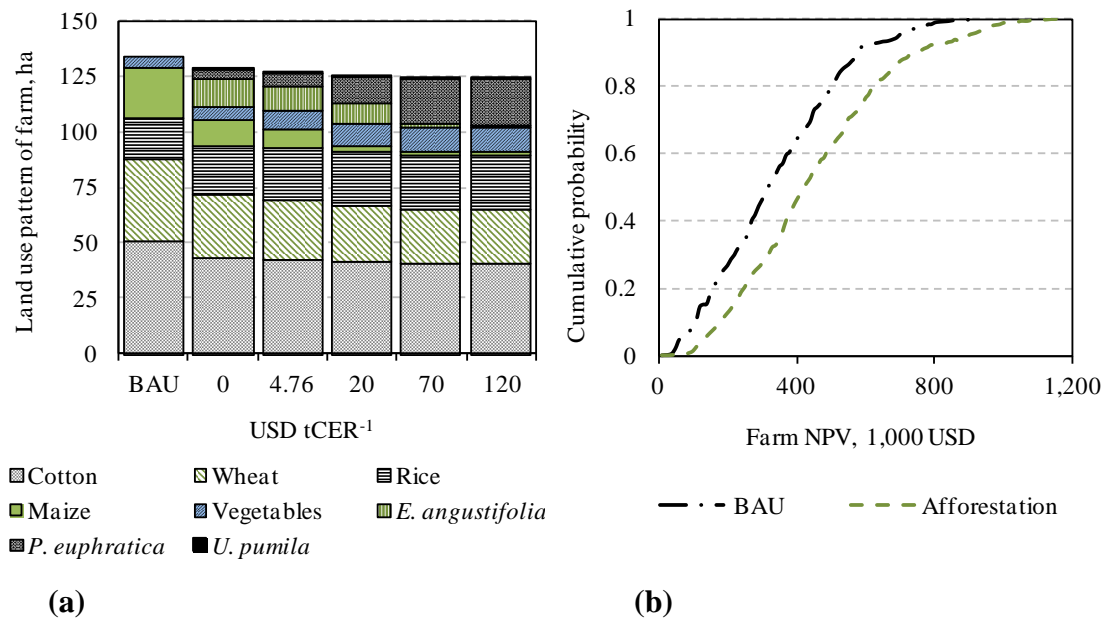 150
125
100
75
50
25
0
Land use pattern of farm, ha
BAU 0 4.76 20 70 120
USD tCER-1
Cotton Wheat Rice
Maize Vegetables E. angustifolia
P. euphratica U. pumila
(a)
1
0.8
0.6
0.4
0.2
0
Cumulative probability
0 400 800 1,200
Farm NPV, 1,000 USD
BAU Afforestation
(b)